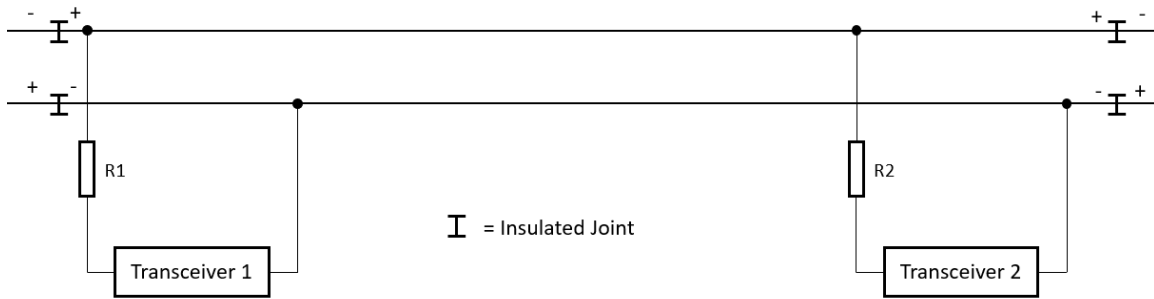 - + + -
+ - - +
R1 R2
= Insulated Joint
Transceiver 1 Transceiver 2